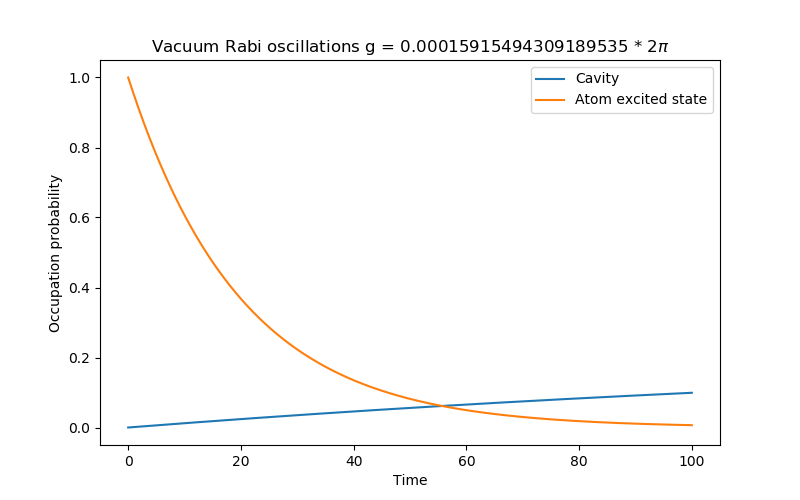 Vacuum Rabi oscillations g = 0.00015915494309189535 * 2π
Cavity
Atom excited state
Occupation probability
1.0
0.8
0.6
0.4
0.2
0.0
0 20 40 60 80 100
Time